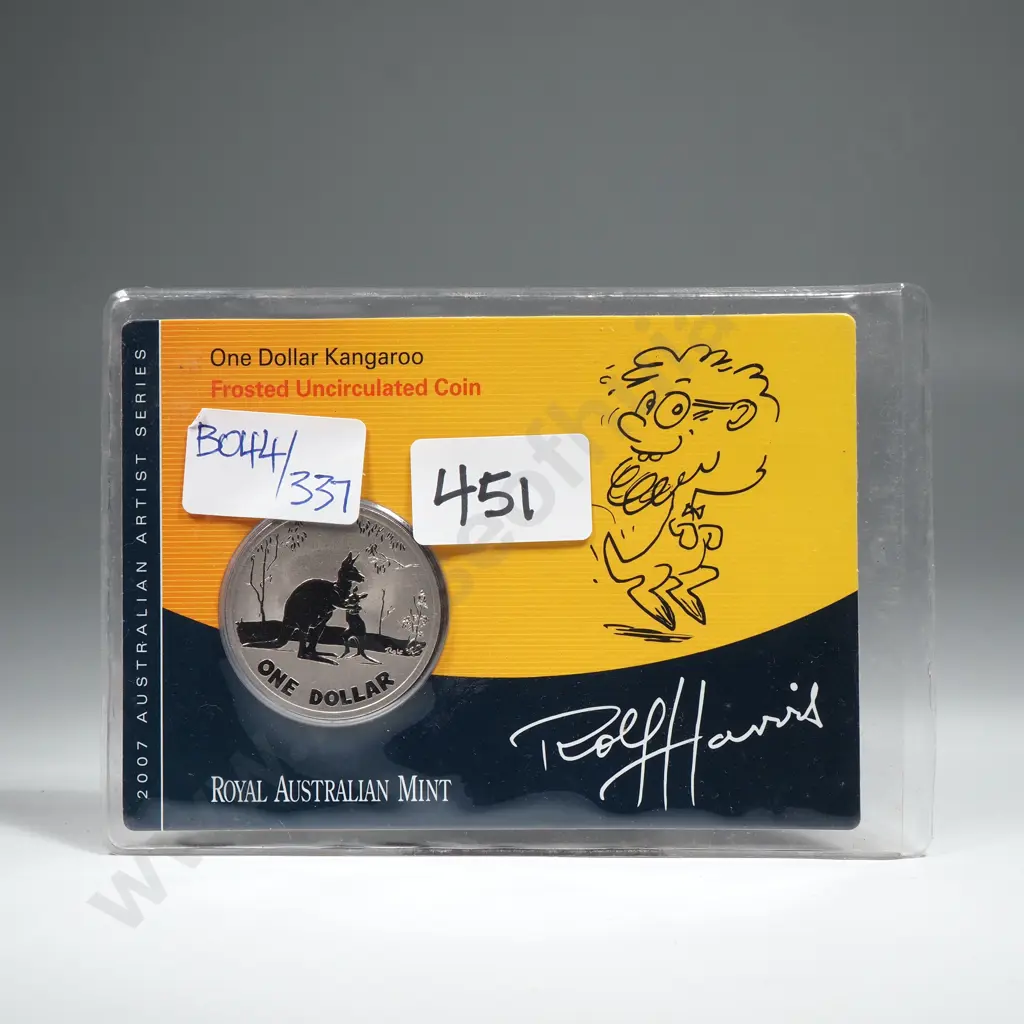 2007 AUSTRALIAN ARTIST SERIES
One Dollar Kangaroo
Frosted Uncirculated Coin
B044/
337
451
ONE DOLLAR
Rolf Harris
ROYAL AUSTRALIAN MINT